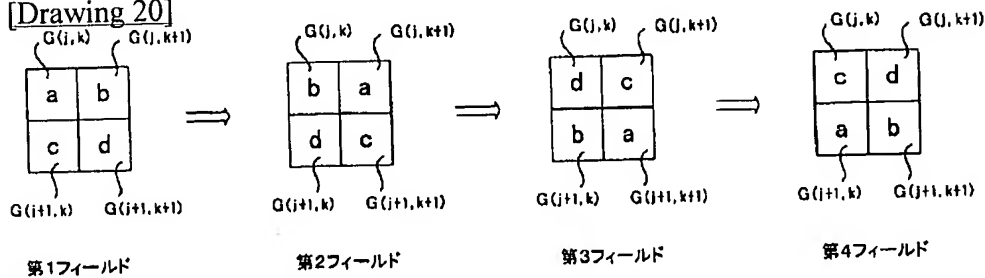 [Drawing 20]
G(j,k) G(j,k+1) G(j,k) G(j,k+1) G(j,k) G(j,k+1) G(j,k) G(j,k+1)
a b ⇒ b a ⇒ d c ⇒ c d
c d d c b a a b
G(j+1,k) G(j+1,k+1) G(j+1,k) G(j+1,k+1) G(j+1,k) G(j+1,k+1) G(j+1,k) G(j+1,k+1)
第1フィールド 第2フィールド 第3フィールド 第4フィールド